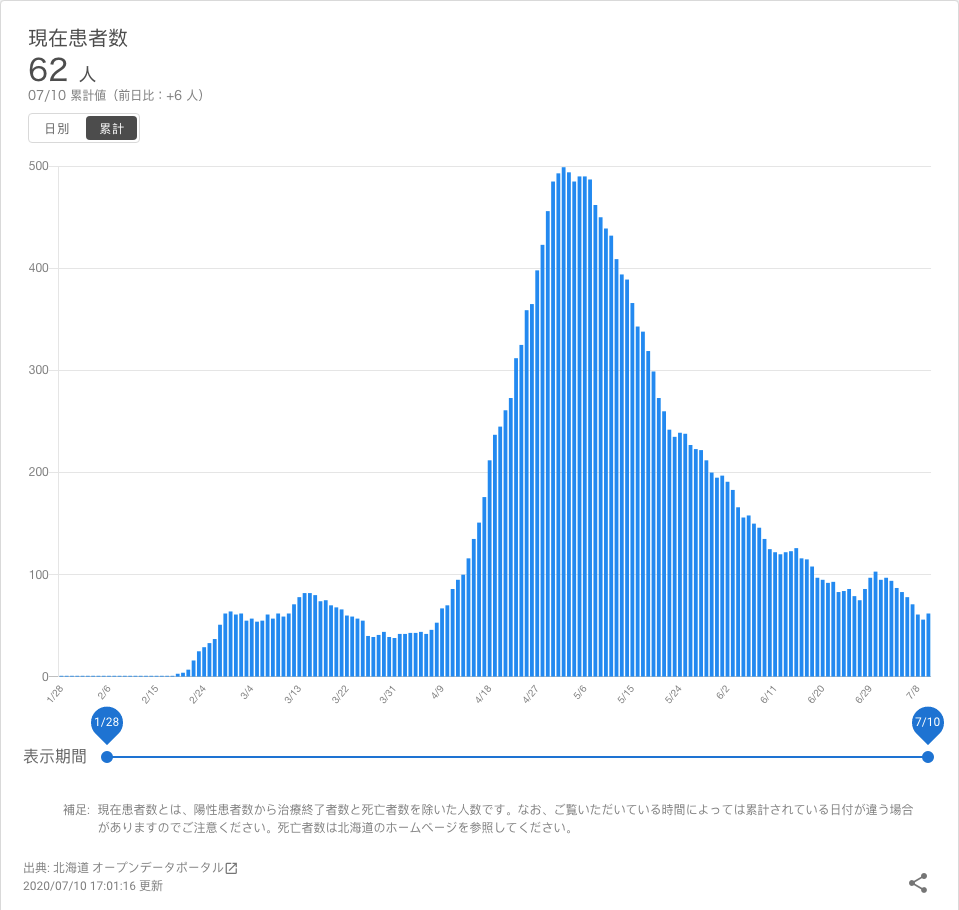 現在患者数
62 人
07/10 累計値（前日比：+6 人）
日別 累計
500
400
300
200
100
0
1/28 2/6 2/15 2/24 3/4 3/13 3/22 3/31 4/9 4/18 4/27 5/6 5/15 5/24 6/2 6/11 6/20 6/29 7/8
1/28 7/10
表示期間
補足: 現在患者数とは、陽性患者数から治療終了者数と死亡者数を除いた人数です。なお、ご覧いただいている時間によっては累計されている日付が違う場合
がありますのでご注意ください。死亡者数は北海道のホームページを参照してください。
出典: 北海道 オープンデータポータル
2020/07/10 17:01:16 更新